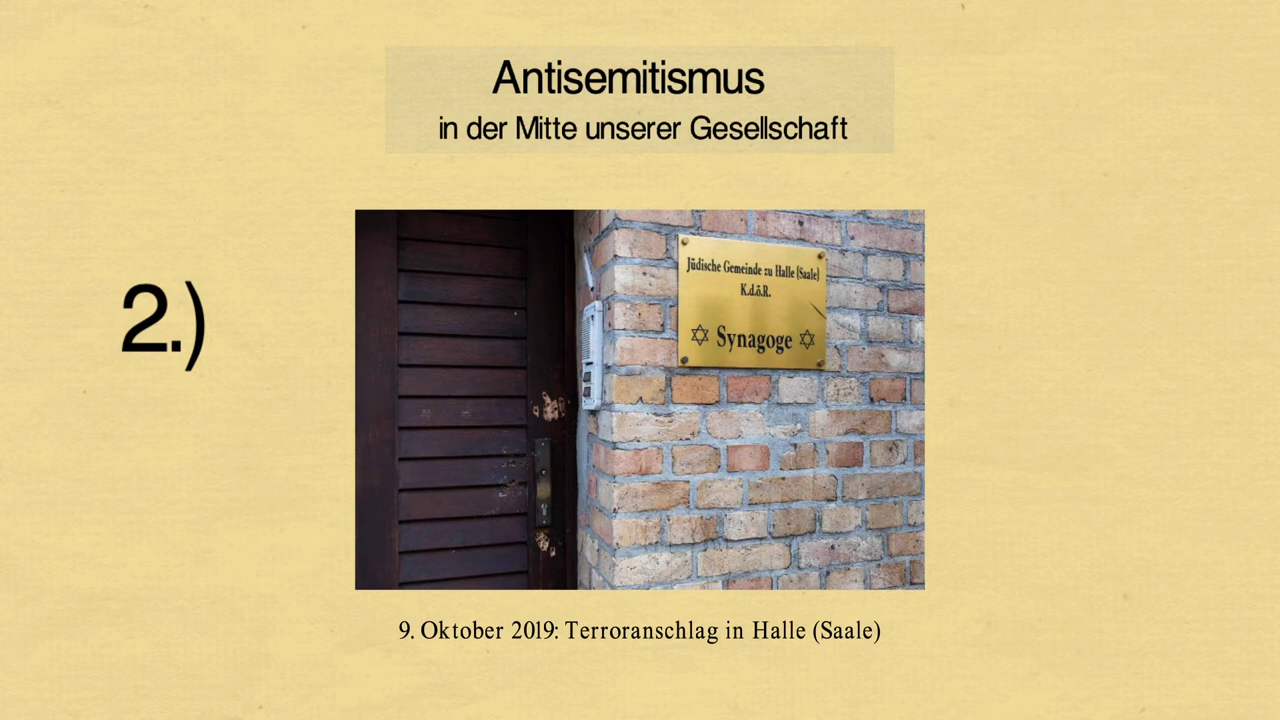 Antisemitismus
in der Mitte unserer Gesellschaft
2.)
Jüdische Gemeinde zu Halle (Saale)
K.d.ö.R.
✡ Synagoge ✡
9. Oktober 2019: Terroranschlag in Halle (Saale)